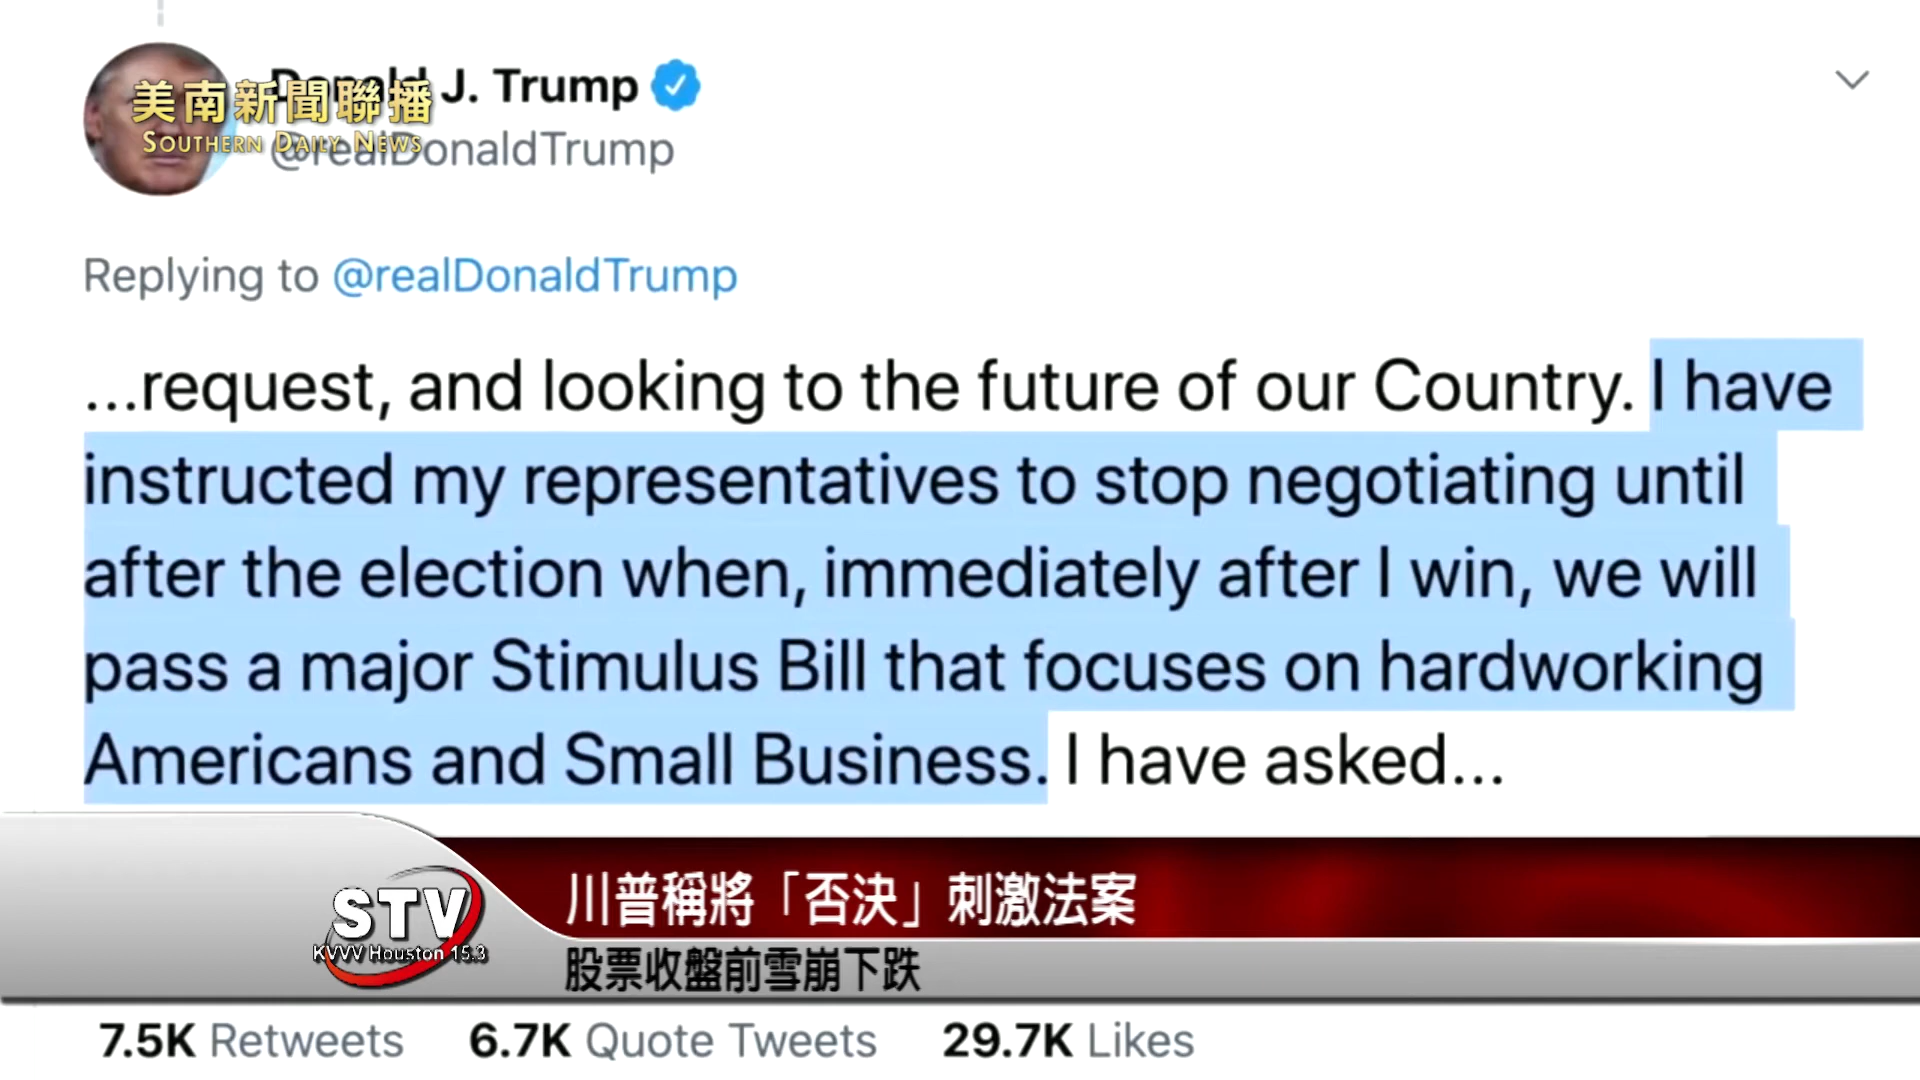 Donald J. Trump
美南新聞聯播
SOUTHERN DAILY NEWS
@realDonaldTrump
Replying to @realDonaldTrump
...request, and looking to the future of our Country. I have
instructed my representatives to stop negotiating until
after the election when, immediately after I win, we will
pass a major Stimulus Bill that focuses on hardworking
Americans and Small Business. I have asked...
川普稱將「否決」刺激法案
STV
KVVV Houston 15.3
股票收盤前雪崩下跌
7.5K Retweets 6.7K Quote Tweets 29.7K Likes